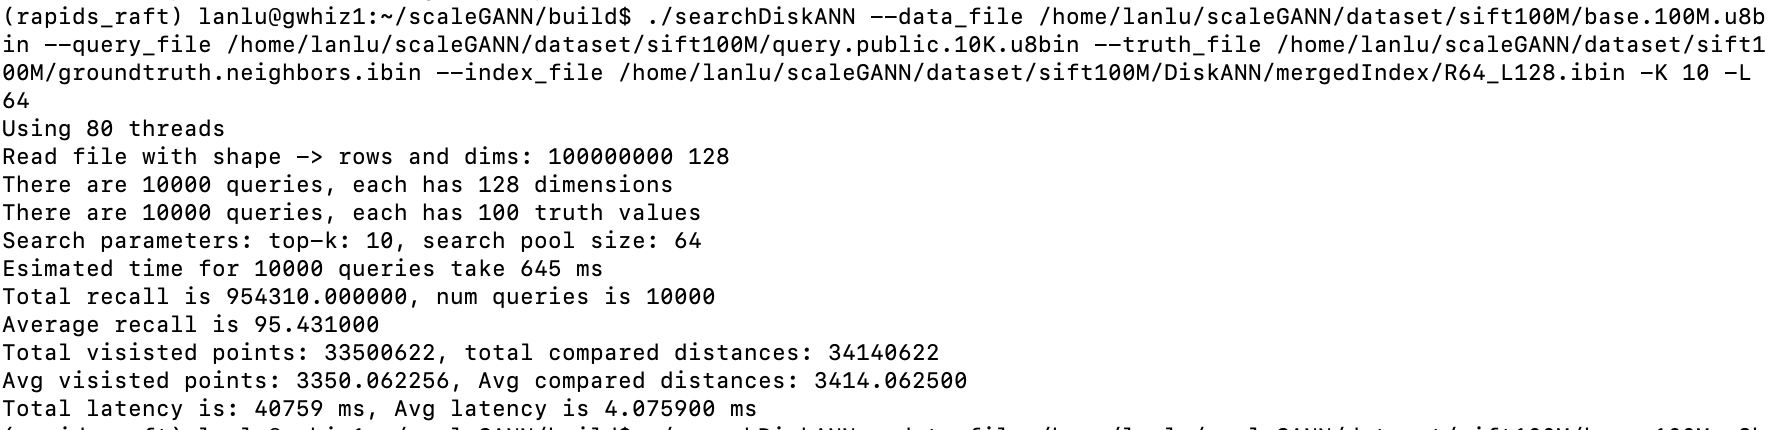 (rapids_raft) lanlu@gwhiz1:~/scaleGANN/build$ ./searchDiskANN --data_file /home/lanlu/scaleGANN/dataset/sift100M/base.100M.u8b
in --query_file /home/lanlu/scaleGANN/dataset/sift100M/query.public.10K.u8bin --truth_file /home/lanlu/scaleGANN/dataset/sift1
00M/groundtruth.neighbors.ibin --index_file /home/lanlu/scaleGANN/dataset/sift100M/DiskANN/mergedIndex/R64_L128.ibin -K 10 -L
64
Using 80 threads
Read file with shape -> rows and dims: 100000000 128
There are 10000 queries, each has 128 dimensions
There are 10000 queries, each has 100 truth values
Search parameters: top-k: 10, search pool size: 64
Esimated time for 10000 queries take 645 ms
Total recall is 954310.000000, num queries is 10000
Average recall is 95.431000
Total visisted points: 33500622, total compared distances: 34140622
Avg visisted points: 3350.062256, Avg compared distances: 3414.062500
Total latency is: 40759 ms, Avg latency is 4.075900 ms